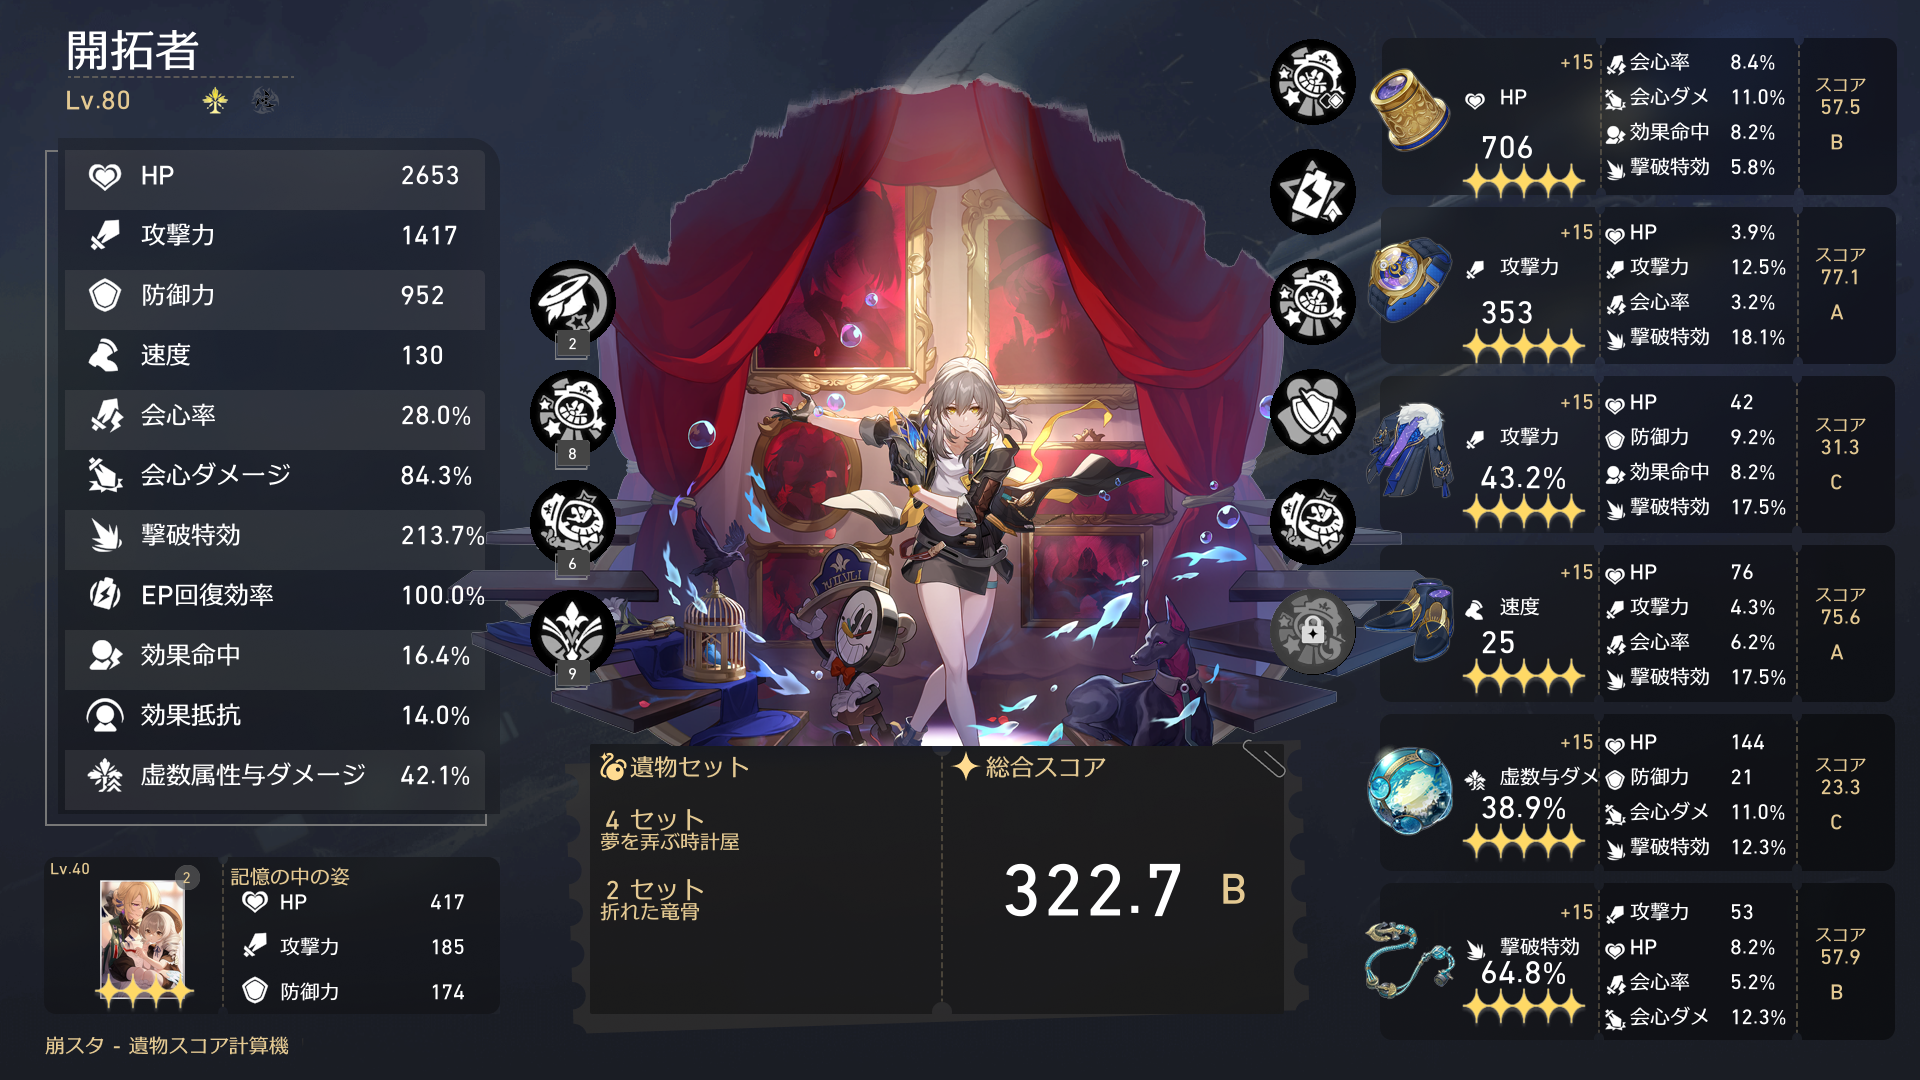 開拓者
Lv.80
HP 2653
攻撃力 1417
防御力 952
速度 130
会心率 28.0%
会心ダメージ 84.3%
撃破特効 213.7%
EP回復効率 100.0%
効果命中 16.4%
効果抵抗 14.0%
虚数属性与ダメージ 42.1%
Lv.40
2
記憶の中の姿
HP 417
攻撃力 185
防御力 174
崩スタ - 遺物スコア計算機
2
8
6
9
遺物セット
4 セット
夢を弄ぶ時計屋
2 セット
折れた竜骨
総合スコア
322.7 B
+15
HP
706
会心率 8.4%
会心ダメ 11.0%
効果命中 8.2%
撃破特効 5.8%
スコア
57.5
B
+15
攻撃力
353
HP 3.9%
攻撃力 12.5%
会心率 3.2%
撃破特効 18.1%
スコア
77.1
A
+15
攻撃力
43.2%
HP 42
防御力 9.2%
効果命中 8.2%
撃破特効 17.5%
スコア
31.3
C
+15
速度
25
HP 76
攻撃力 4.3%
会心率 6.2%
撃破特効 17.5%
スコア
75.6
A
+15
虚数与ダメ
38.9%
HP 144
防御力 21
会心ダメ 11.0%
撃破特効 12.3%
スコア
23.3
C
+15
撃破特効
64.8%
攻撃力 53
HP 8.2%
会心率 5.2%
会心ダメ 12.3%
スコア
57.9
B